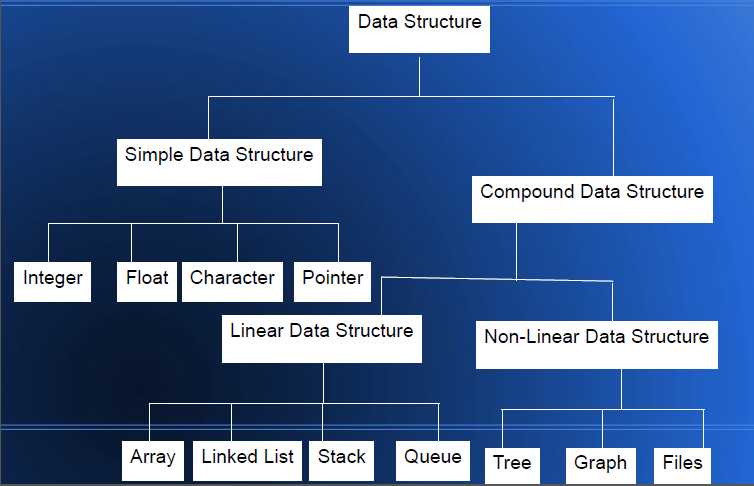 Data Structure
Simple Data Structure
Compound Data Structure
Integer
Float
Character
Pointer
Linear Data Structure
Non-Linear Data Structure
Array
Linked List
Stack
Queue
Tree
Graph
Files